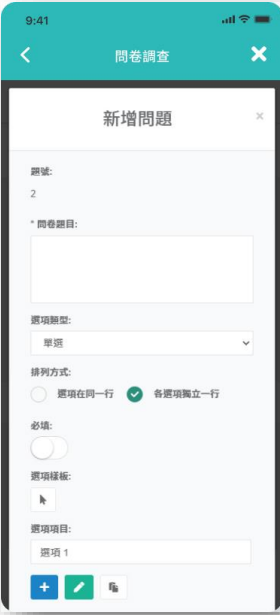 9:41
問卷調查
新增問題
題號:
2
* 問卷題目:
選項類型:
單選
排列方式:
選項在同一行 各選項獨立一行
必填:
選項樣板:
選項項目:
選項 1